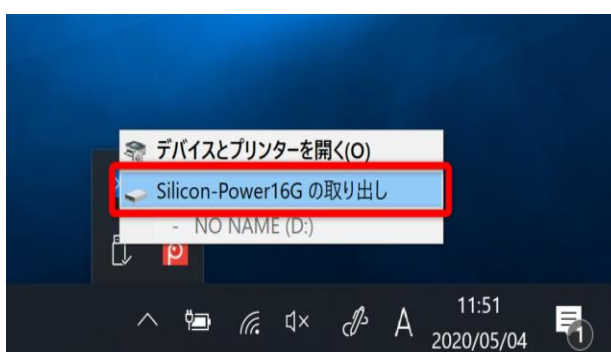 デバイスとプリンターを開く(O)
Silicon-Power16G の取り出し
- NO NAME (D:)
A
11:51
2020/05/04
1